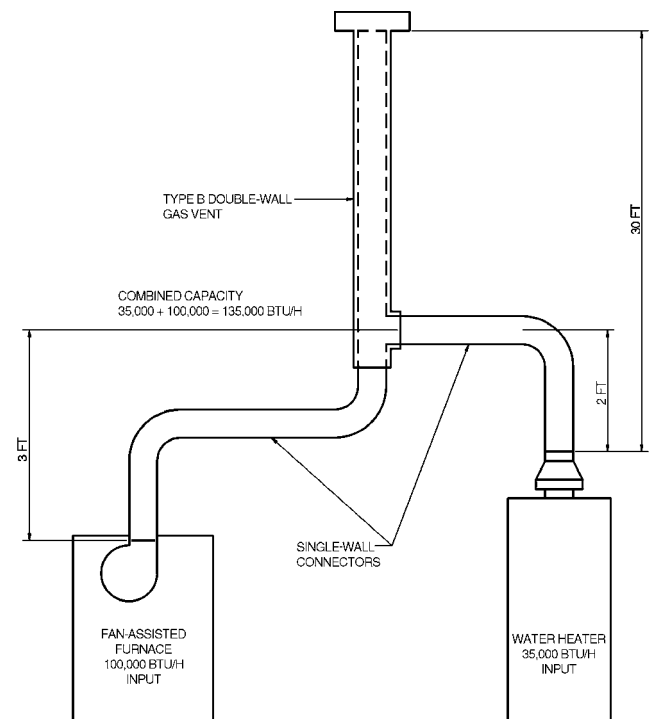 TYPE B DOUBLE-WALL
GAS VENT
30 FT
COMBINED CAPACITY
35,000 + 100,000 = 135,000 BTU/H
2 FT
3 FT
SINGLE-WALL
CONNECTORS
FAN-ASSISTED
FURNACE
100,000 BTU/H
INPUT
WATER HEATER
35,000 BTU/H
INPUT